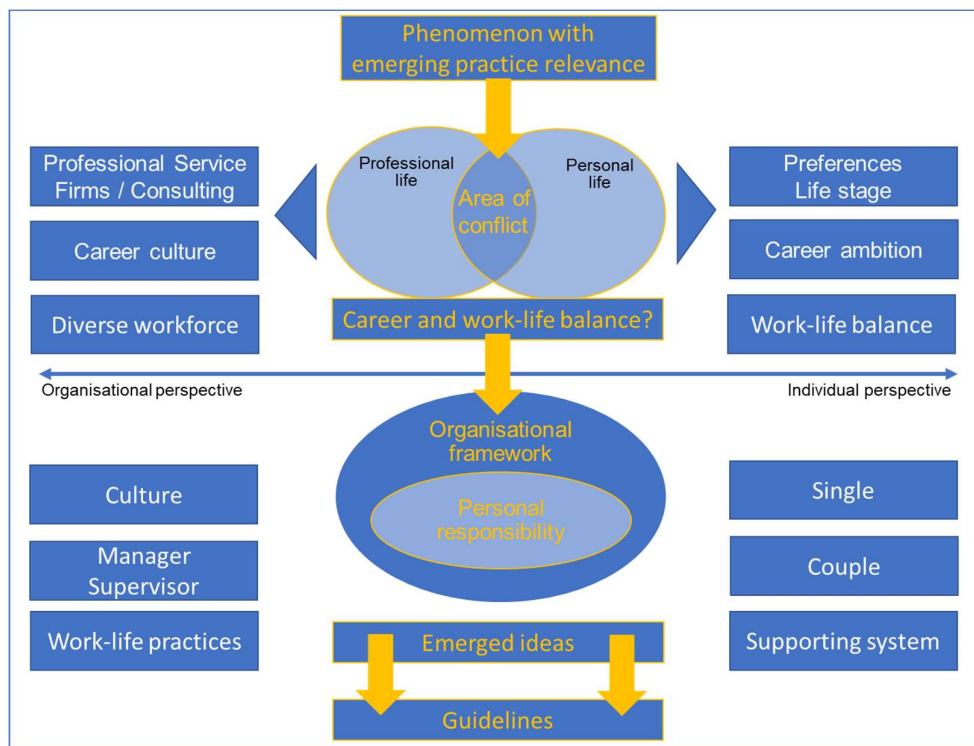 Phenomenon with
emerging practice relevance
Professional
life
Personal
life
Area of
conflict
Professional Service
Firms / Consulting
Career culture
Diverse workforce
Preferences
Life stage
Career ambition
Work-life balance
Career and work-life balance?
Organisational perspective
Individual perspective
Organisational
framework
Personal
responsibility
Culture
Manager
Supervisor
Work-life practices
Single
Couple
Supporting system
Emerged ideas
Guidelines